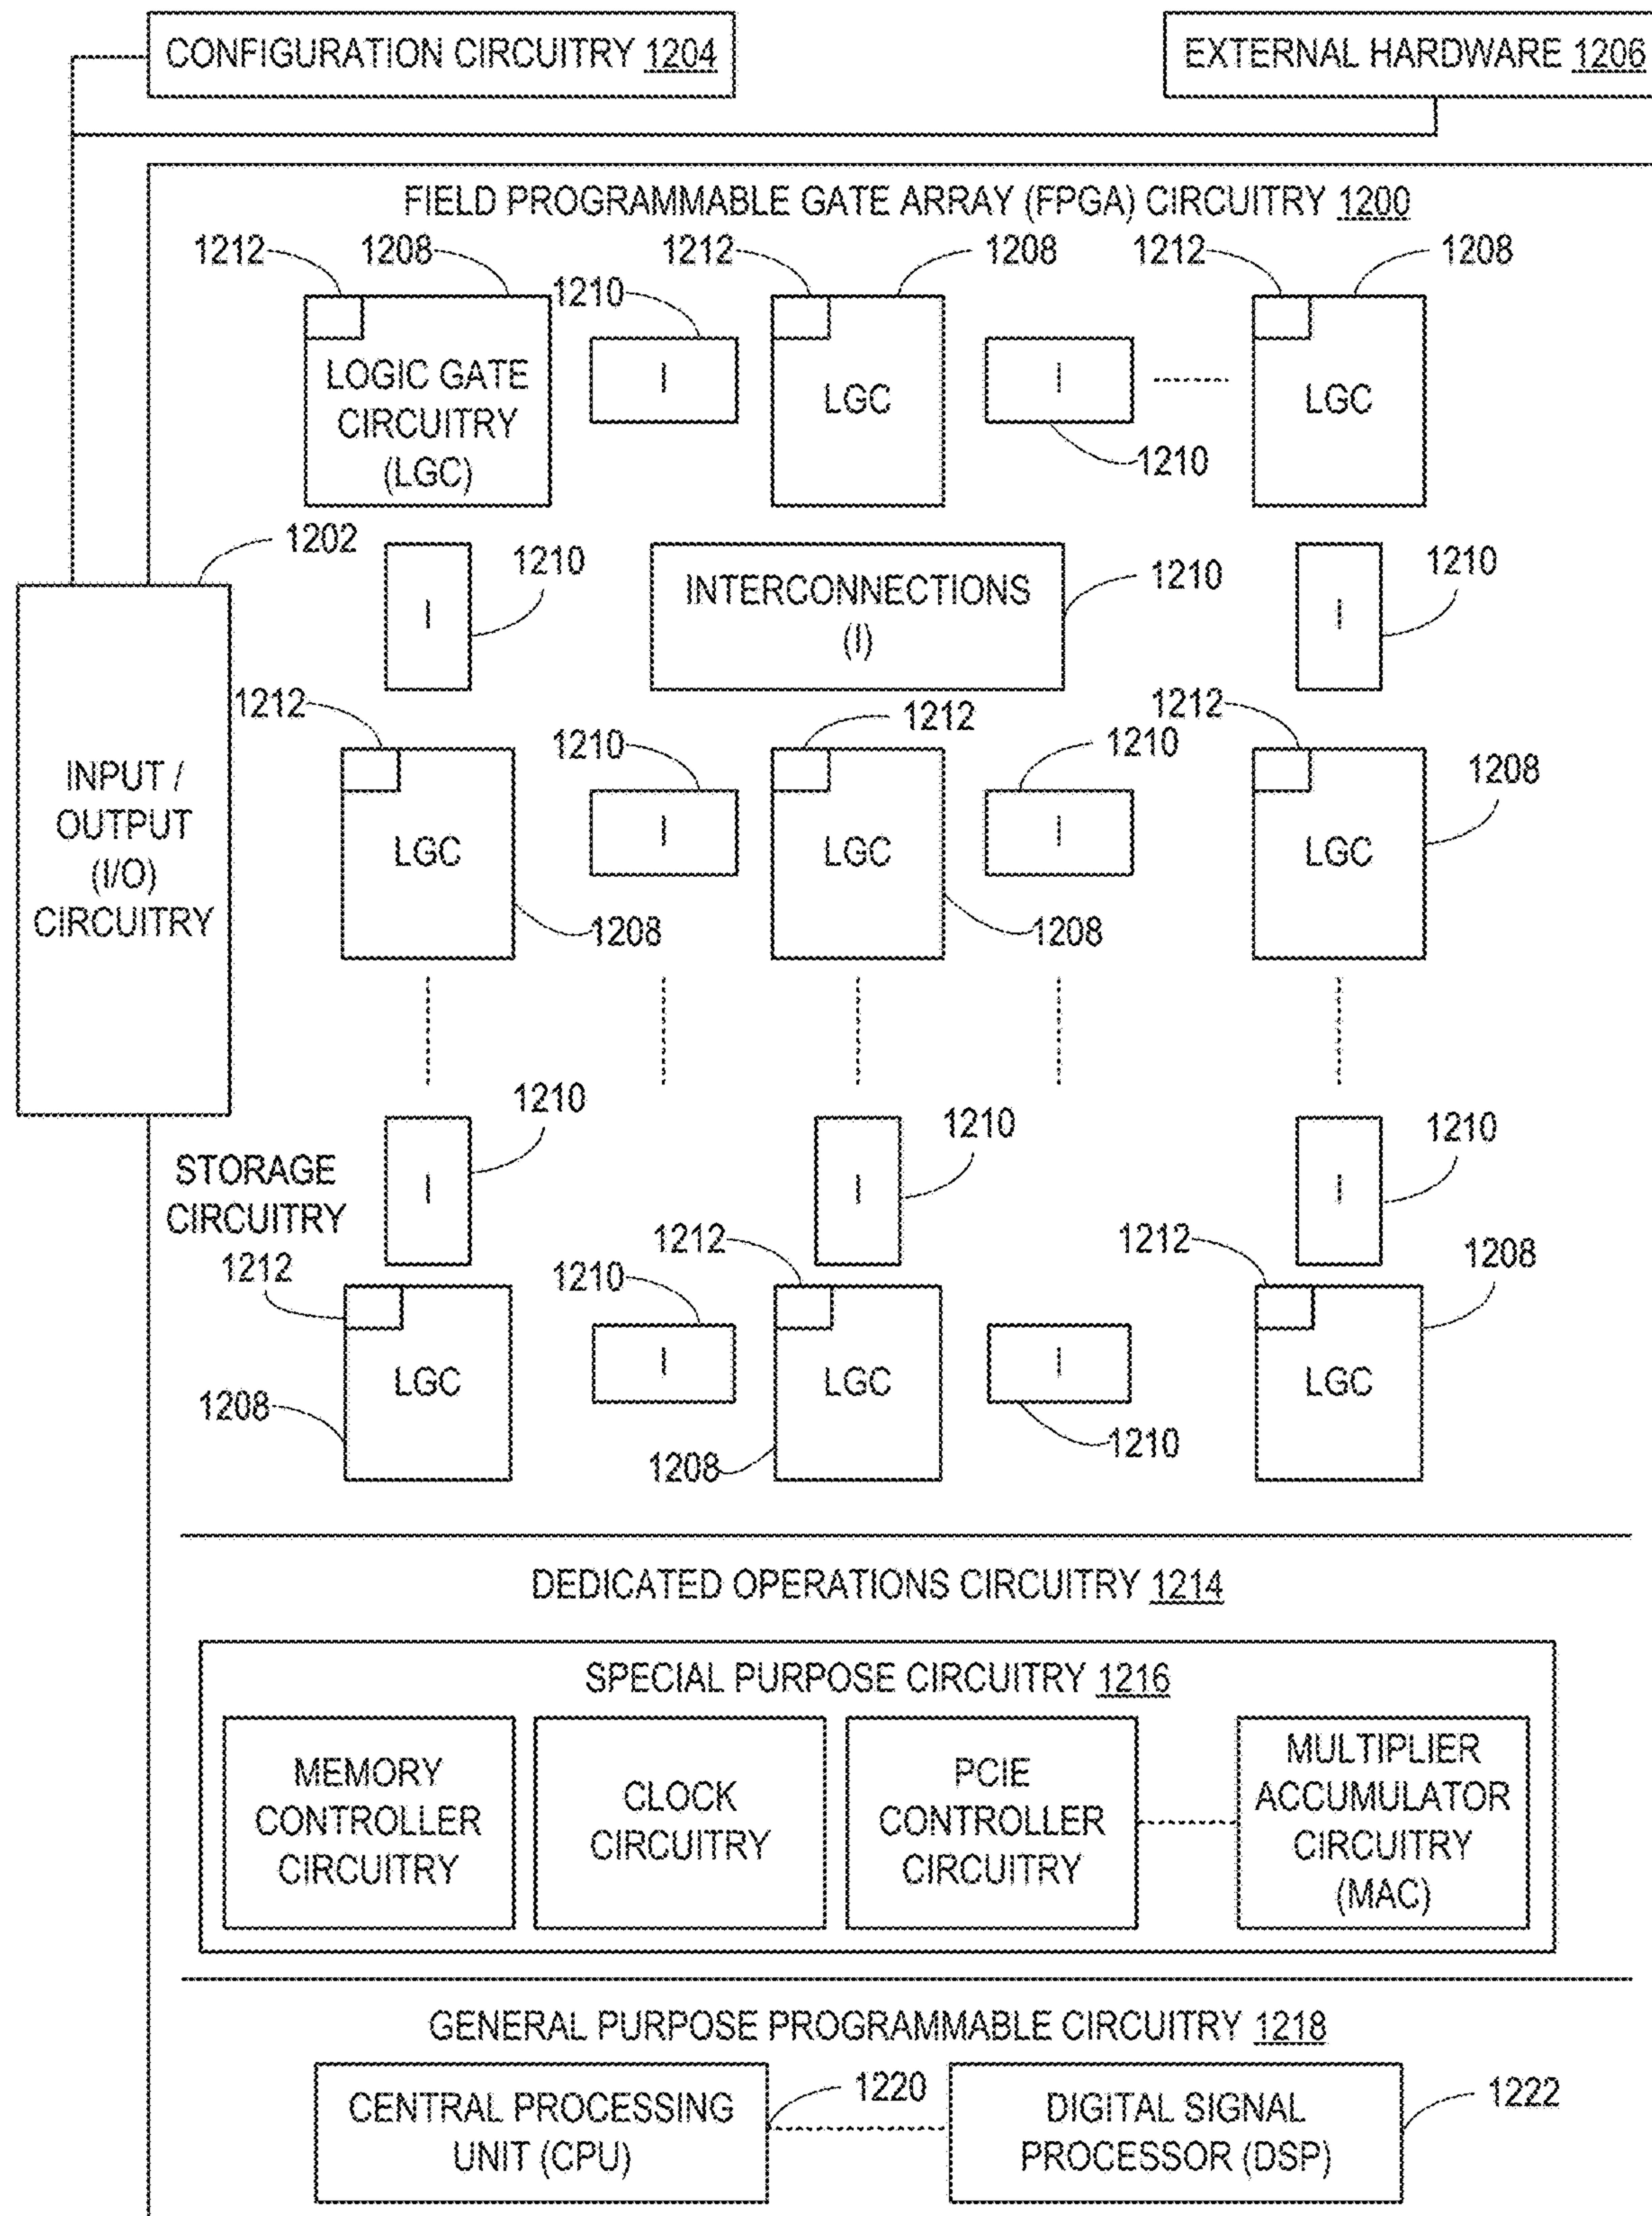 CONFIGURATION CIRCUITRY 1204
EXTERNAL HARDWARE 1206
FIELD PROGRAMMABLE GATE ARRAY (FPGA) CIRCUITRY 1200
1212
1208
1212
1208
1212
1208
1210
LOGIC GATE
CIRCUITRY
(LGC)
I
LGC
I
LGC
1210
1202
1210
1210
1210
I
INTERCONNECTIONS
(I)
I
1212
1212
1212
1210
1210
1208
INPUT /
OUTPUT
(I/O)
CIRCUITRY
LGC
I
LGC
I
LGC
1208
1208
1210
1210
1210
STORAGE
CIRCUITRY
I
I
I
1212
1210
1212
1212
1208
LGC
I
LGC
I
LGC
1208
1208
1210
DEDICATED OPERATIONS CIRCUITRY 1214
SPECIAL PURPOSE CIRCUITRY 1216
MEMORY
CONTROLLER
CIRCUITRY
CLOCK
CIRCUITRY
PCIE
CONTROLLER
CIRCUITRY
MULTIPLIER
ACCUMULATOR
CIRCUITRY
(MAC)
GENERAL PURPOSE PROGRAMMABLE CIRCUITRY 1218
CENTRAL PROCESSING
UNIT (CPU)
1220
DIGITAL SIGNAL
PROCESSOR (DSP)
1222